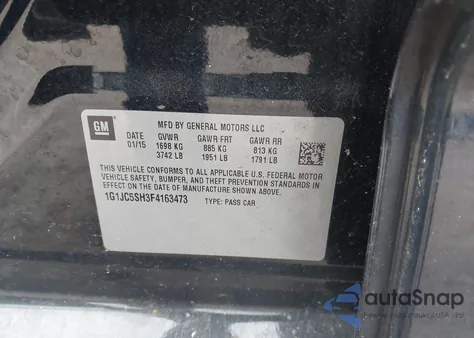 GM
MFD BY GENERAL MOTORS LLC
DATE GVWR GAWR FRT GAWR RR
01/15 1698 KG 885 KG 813 KG
3742 LB 1951 LB 1791 LB
THIS VEHICLE CONFORMS TO ALL APPLICABLE U.S. FEDERAL MOTOR
VEHICLE SAFETY, BUMPER, AND THEFT PREVENTION STANDARDS IN
EFFECT ON THE DATE OF MANUFACTURE SHOWN ABOVE.
1G1JC5SH3F4163473 TYPE: PASS CAR
autoSnap